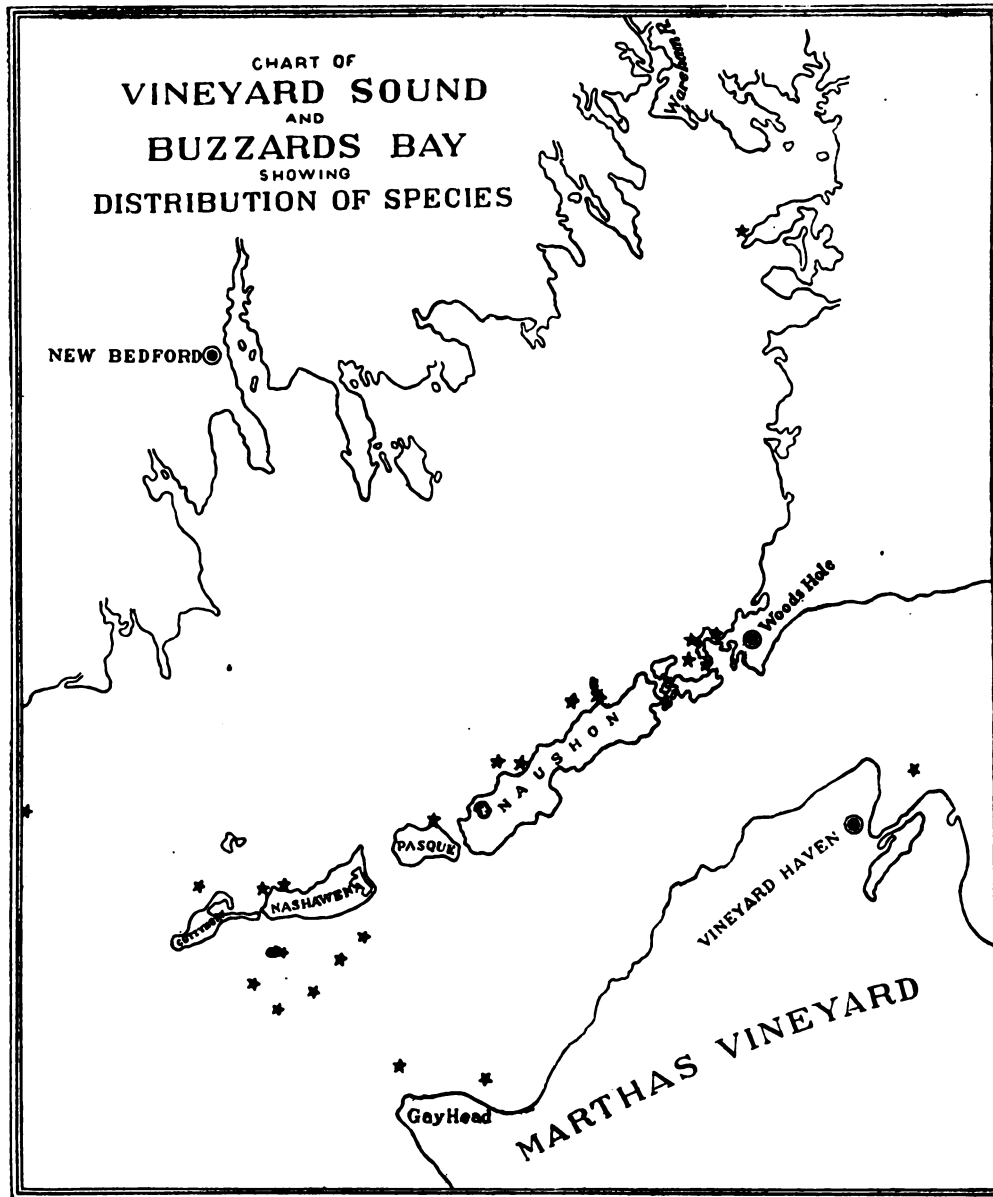 CHART OF
VINEYARD SOUND
AND
BUZZARDS BAY
SHOWING
DISTRIBUTION OF SPECIES
Wareham R.
NEW BEDFORD
Woods Hole
NAUSHON
PASQUE
NASHAWENA
VINEYARD HAVEN
MARTHAS VINEYARD
Gay Head